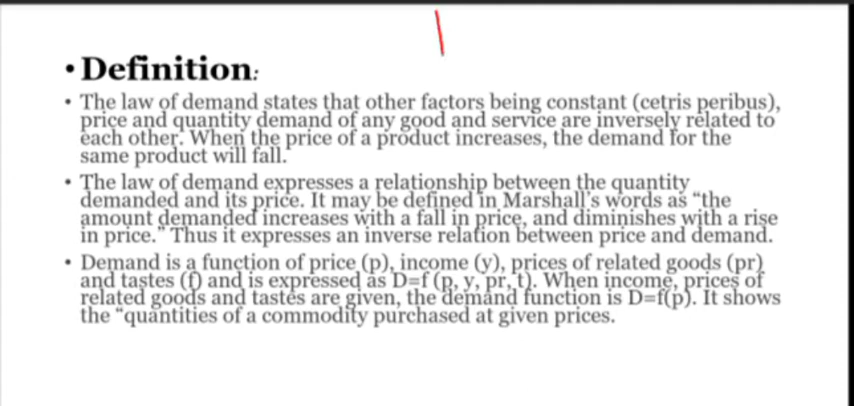 • Definition:
• The law of demand states that other factors being constant (cetris peribus),
price and quantity demand of any good and service are inversely related to
each other. When the price of a product increases, the demand for the
same product will fall.
• The law of demand expresses a relationship between the quantity
demanded and its price. It may be defined in Marshall's words as “the
amount demanded increases with a fall in price, and diminishes with a rise
in price.” Thus it expresses an inverse relation between price and demand.
• Demand is a function of price (p), income (y), prices of related goods (pr)
and tastes (f) and is expressed as D=f (p, y, pr, t). When income, prices of
related goods and tastes are given, the demand function is D=f(p). It shows
the “quantities of a commodity purchased at given prices.